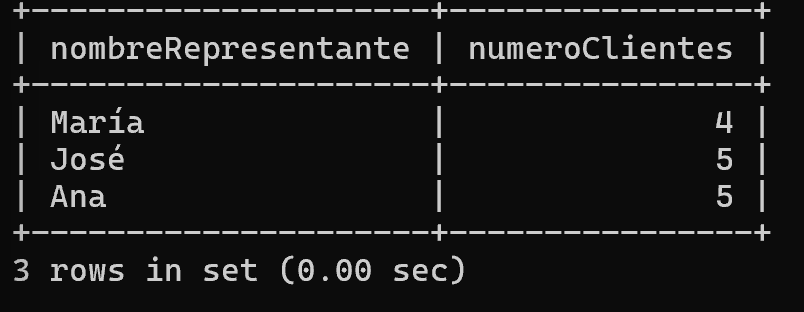 +---------------------+---------------+
| nombreRepresentante | numeroClientes |
+---------------------+---------------+
| María               |              4 |
| José                |              5 |
| Ana                 |              5 |
+---------------------+---------------+
3 rows in set (0.00 sec)